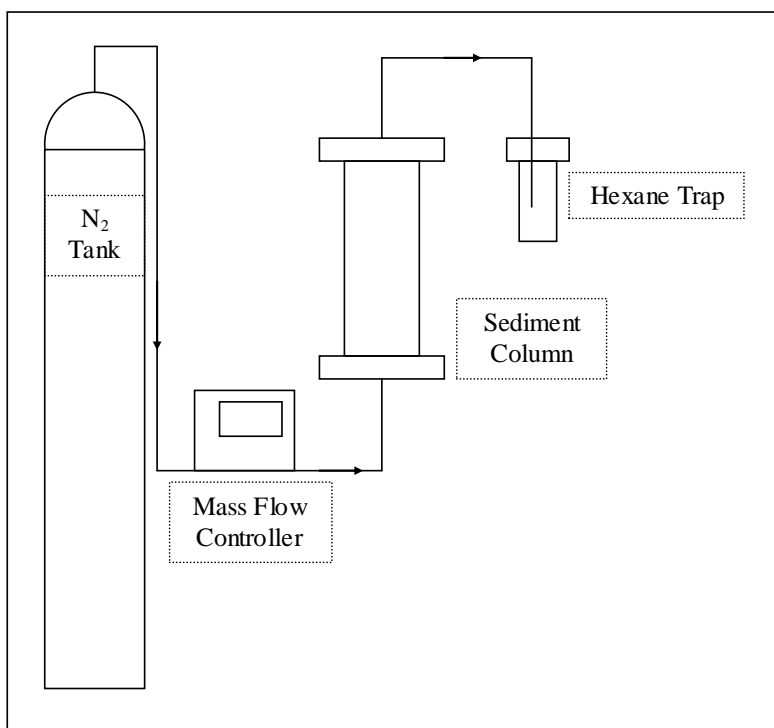 N₂
Tank
Hexane Trap
Sediment
Column
Mass Flow
Controller